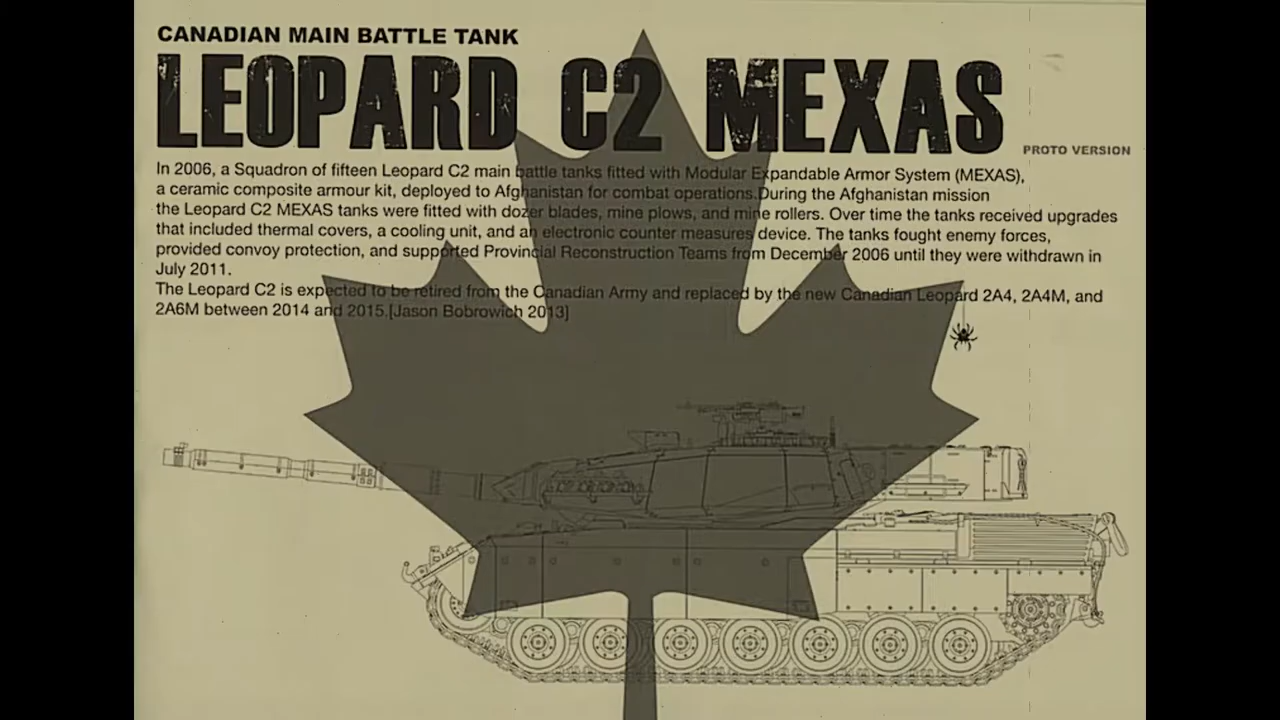 CANADIAN MAIN BATTLE TANK
LEOPARD C2 MEXAS
PROTO VERSION
In 2006, a Squadron of fifteen Leopard C2 main battle tanks fitted with Modular Expandable Armor System (MEXAS),
a ceramic composite armour kit, deployed to Afghanistan for combat operations.During the Afghanistan mission
the Leopard C2 MEXAS tanks were fitted with dozer blades, mine plows, and mine rollers. Over time the tanks received upgrades
that included thermal covers, a cooling unit, and an electronic counter measures device. The tanks fought enemy forces,
provided convoy protection, and supported Provincial Reconstruction Teams from December 2006 until they were withdrawn in
July 2011.
The Leopard C2 is expected to be retired from the Canadian Army and replaced by the new Canadian Leopard 2A4, 2A4M, and
2A6M between 2014 and 2015.[Jason Bobrowich 2013]